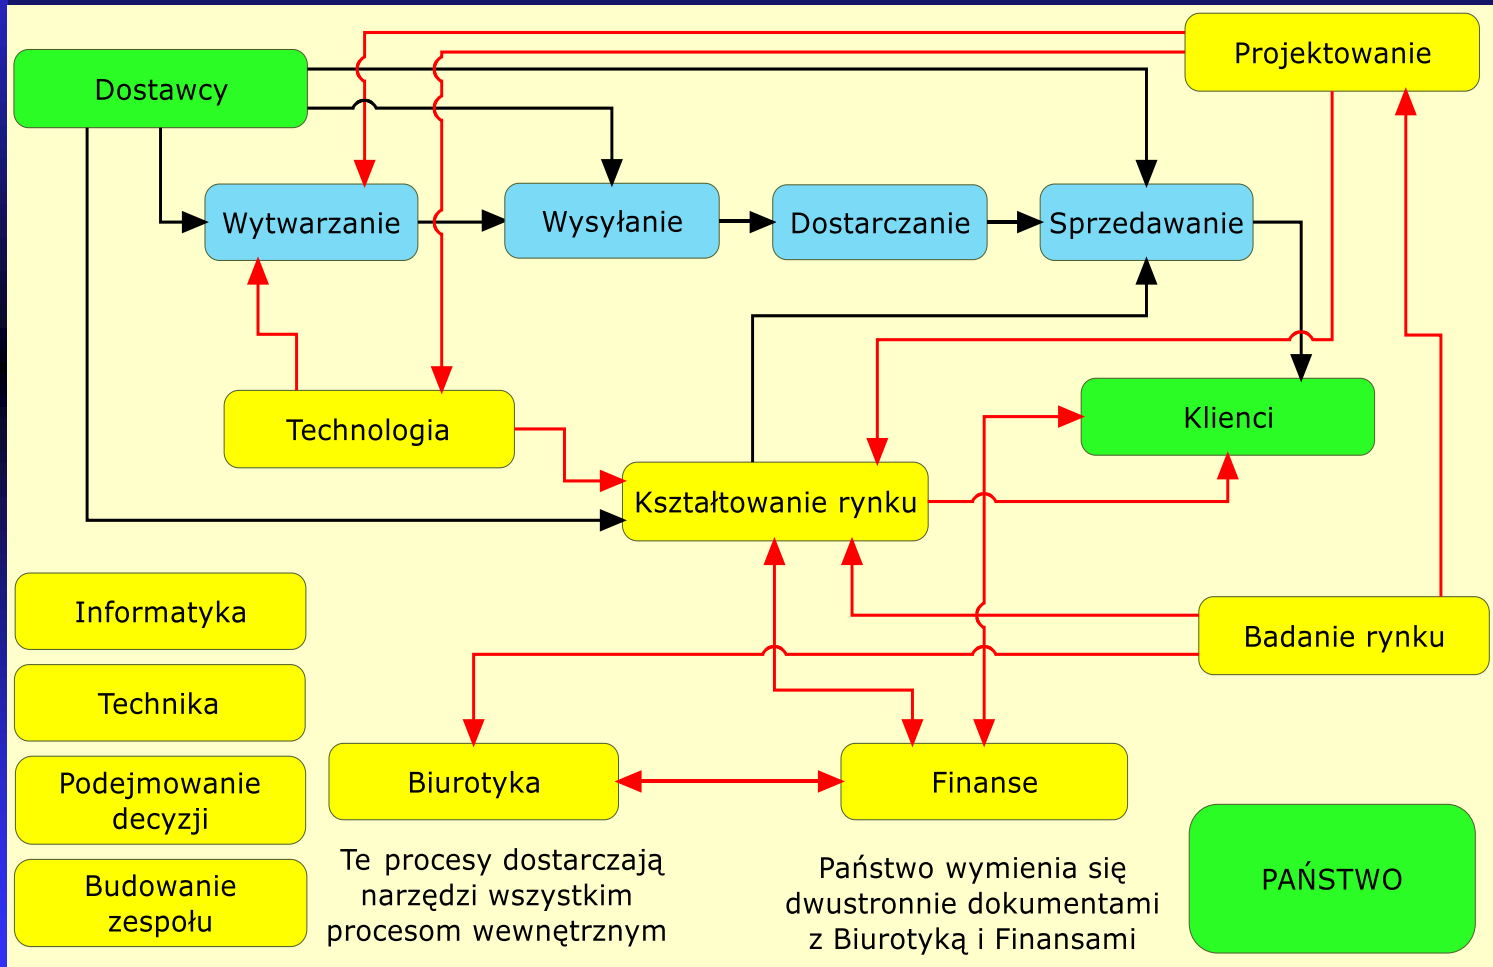 Projektowanie
Dostawcy
Wytwarzanie
Wysyłanie
Dostarczanie
Sprzedawanie
Technologia
Klienci
Kształtowanie rynku
Informatyka
Badanie rynku
Technika
Podejmowanie
decyzji
Biurotyka
Finanse
Budowanie
zespołu
Te procesy dostarczają
narzędzi wszystkim
procesom wewnętrznym
Państwo wymienia się
dwustronnie dokumentami
z Biurotyką i Finansami
PAŃSTWO